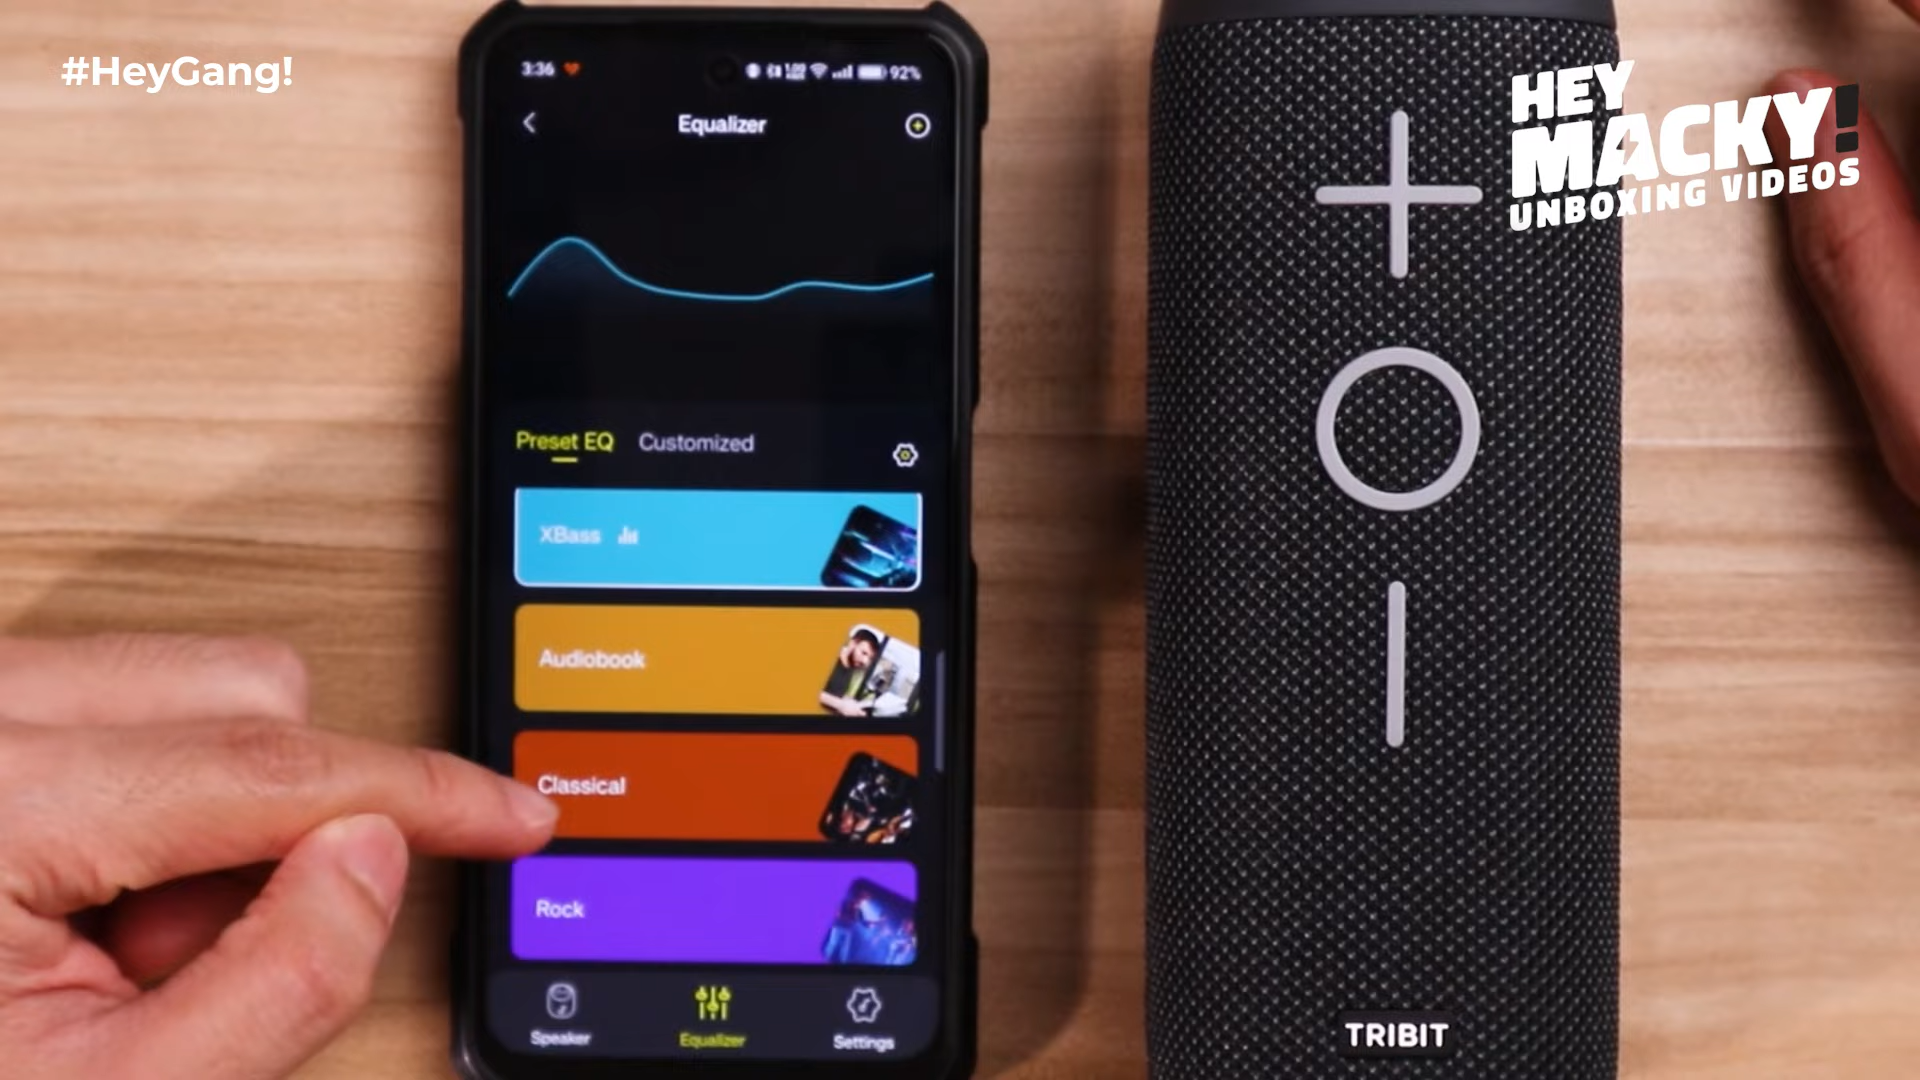 #HeyGang!
HEY
MACKY!
UNBOXING VIDEOS
3:36
92%
Equalizer
Preset EQ
Customized
XBass
Audiobook
Classical
Rock
Speaker
Equalizer
Settings
TRIBIT